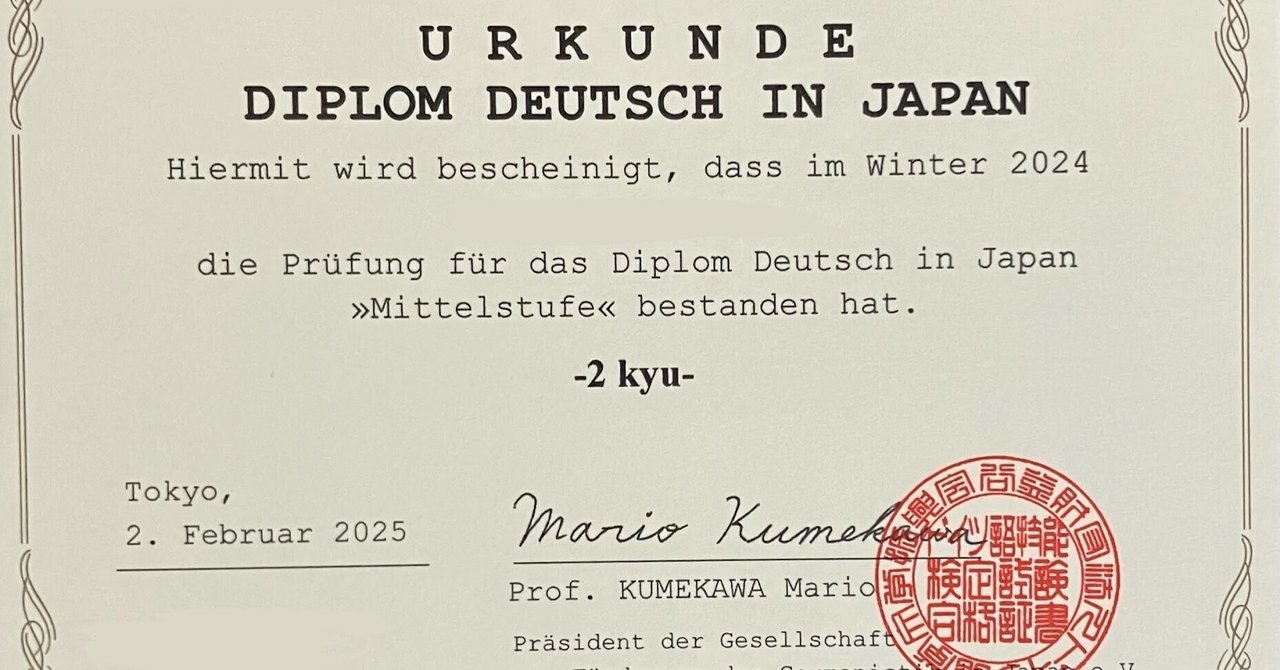 URKUNDE
DIPLOM DEUTSCH IN JAPAN
Hiermit wird bescheinigt, dass im Winter 2024
die Prüfung für das Diplom Deutsch in Japan
»Mittelstufe« bestanden hat.
-2 kyu-
Tokyo,
2. Februar 2025
Mario Kumekawa
Prof. KUMEKAWA Mario
Präsident der Gesellschaft